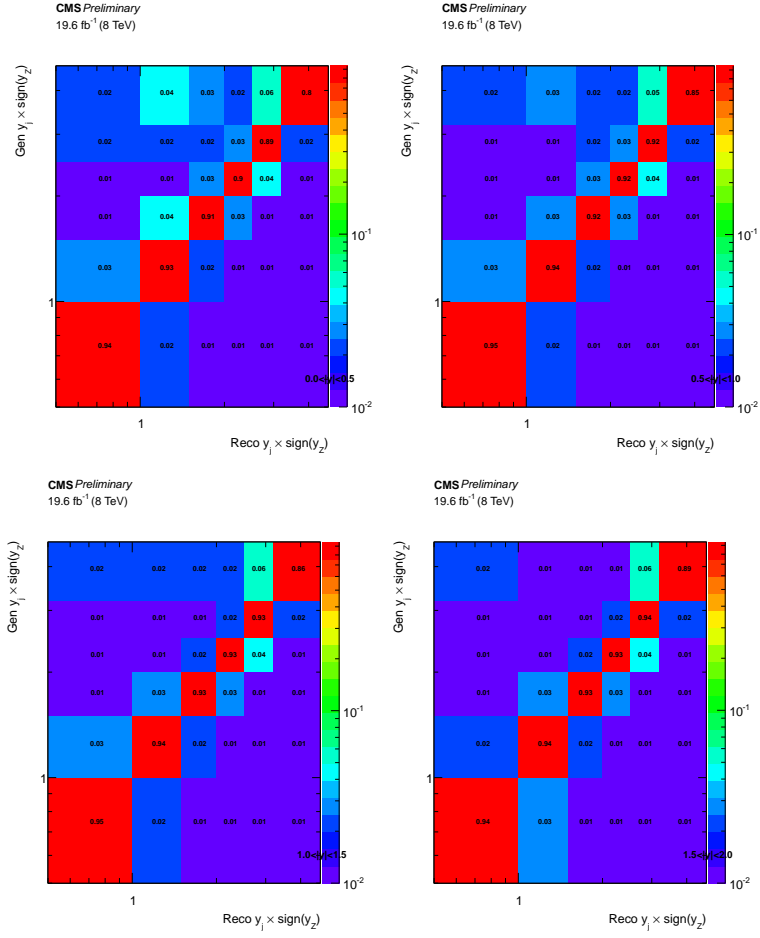 CMS Preliminary
19.6 fb⁻¹ (8 TeV)
Gen y_j × sign(y_Z)
0.02 0.04 0.03 0.02 0.06 0.8
0.02 0.02 0.02 0.03 0.89 0.02
0.01 0.01 0.03 0.9 0.04 0.01
0.01 0.04 0.91 0.03 0.01 0.01
10⁻¹
0.03 0.93 0.02 0.01 0.01 0.01
1
0.94 0.02 0.01 0.01 0.01 0.01
0.0<|y|<0.5
10⁻²
1
Reco y_j × sign(y_Z)
CMS Preliminary
19.6 fb⁻¹ (8 TeV)
Gen y_j × sign(y_Z)
0.02 0.03 0.02 0.02 0.05 0.85
0.01 0.01 0.02 0.03 0.92 0.02
0.01 0.01 0.03 0.92 0.04 0.01
0.01 0.03 0.92 0.03 0.01 0.01
10⁻¹
0.03 0.94 0.02 0.01 0.01 0.01
1
0.95 0.02 0.01 0.01 0.01 0.01
0.5<|y|<1.0
10⁻²
1
Reco y_j × sign(y_Z)
CMS Preliminary
19.6 fb⁻¹ (8 TeV)
Gen y_j × sign(y_Z)
0.02 0.02 0.02 0.02 0.06 0.86
0.01 0.01 0.01 0.02 0.93 0.02
0.01 0.01 0.02 0.93 0.04 0.01
0.01 0.03 0.93 0.03 0.01 0.01
10⁻¹
0.03 0.94 0.02 0.01 0.01 0.01
1
0.95 0.02 0.01 0.01 0.01 0.01
1.0<|y|<1.5
10⁻²
1
Reco y_j × sign(y_Z)
CMS Preliminary
19.6 fb⁻¹ (8 TeV)
Gen y_j × sign(y_Z)
0.02 0.01 0.01 0.01 0.06 0.89
0.01 0.01 0.01 0.02 0.94 0.02
0.01 0.01 0.02 0.93 0.04 0.01
0.01 0.03 0.93 0.03 0.01 0.01
10⁻¹
0.02 0.94 0.02 0.01 0.01 0.01
1
0.94 0.03 0.01 0.01 0.01 0.01
1.5<|y|<2.0
10⁻²
1
Reco y_j × sign(y_Z)